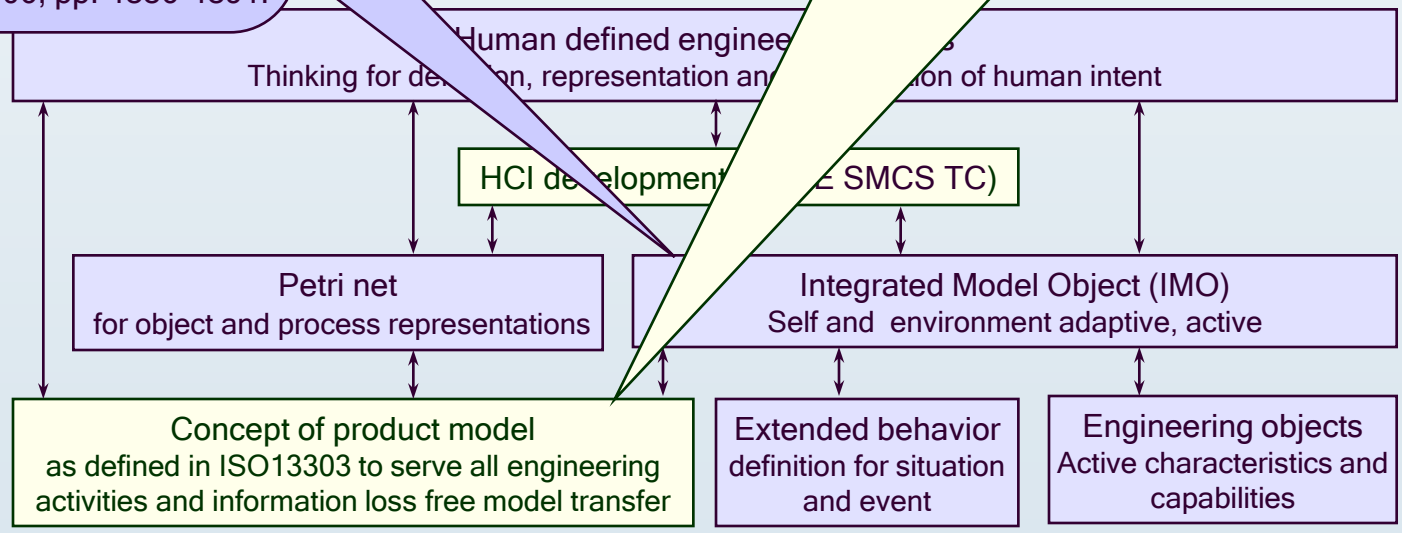 pp. 4886-4891.
Human defined engine
Thinking for de on, representation an ion of human intent
HCI development E SMCS TC)
Petri net
for object and process representations
Integrated Model Object (IMO)
Self and environment adaptive, active
Concept of product model
as defined in ISO13303 to serve all engineering
activities and information loss free model transfer
Extended behavior
definition for situation
and event
Engineering objects
Active characteristics and
capabilities